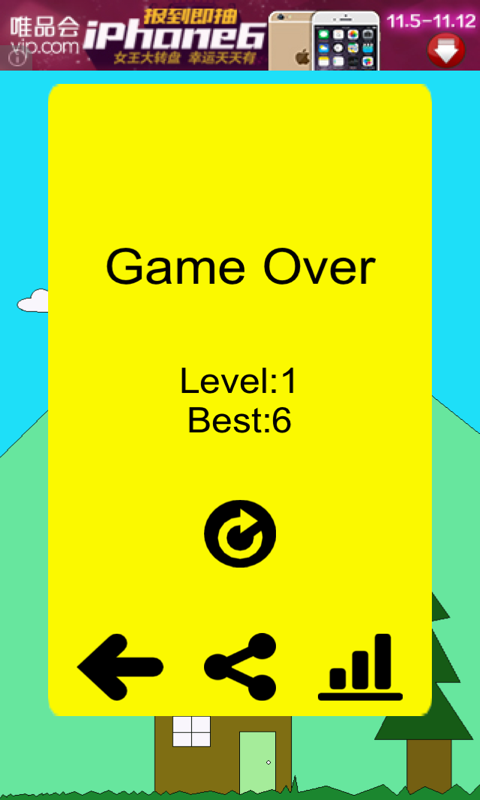 唯品会
vip.com
报到即抽
iphone6
女王大转盘 幸运天天有
11.5-11.12
Game Over
Level:1
Best:6